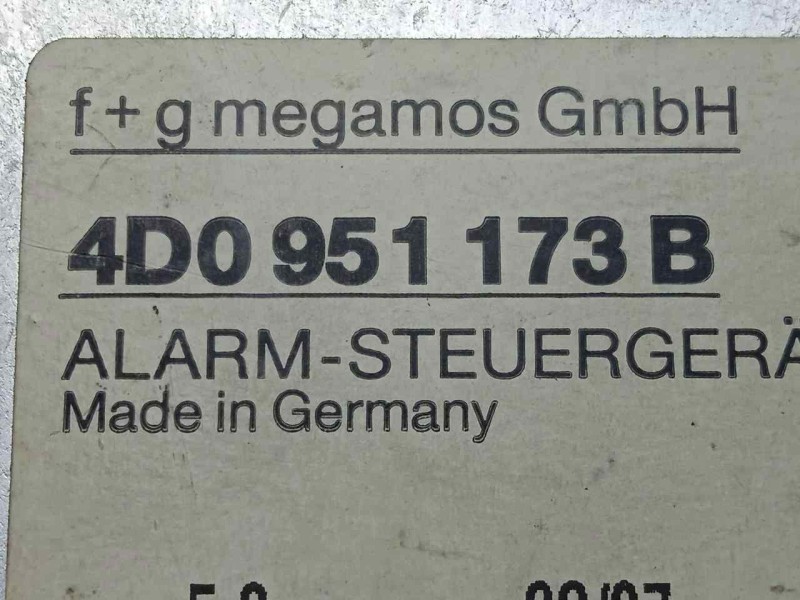 f+g megamos GmbH
4D0 951 173 B
ALARM-STEUERGERÄ
Made in Germany